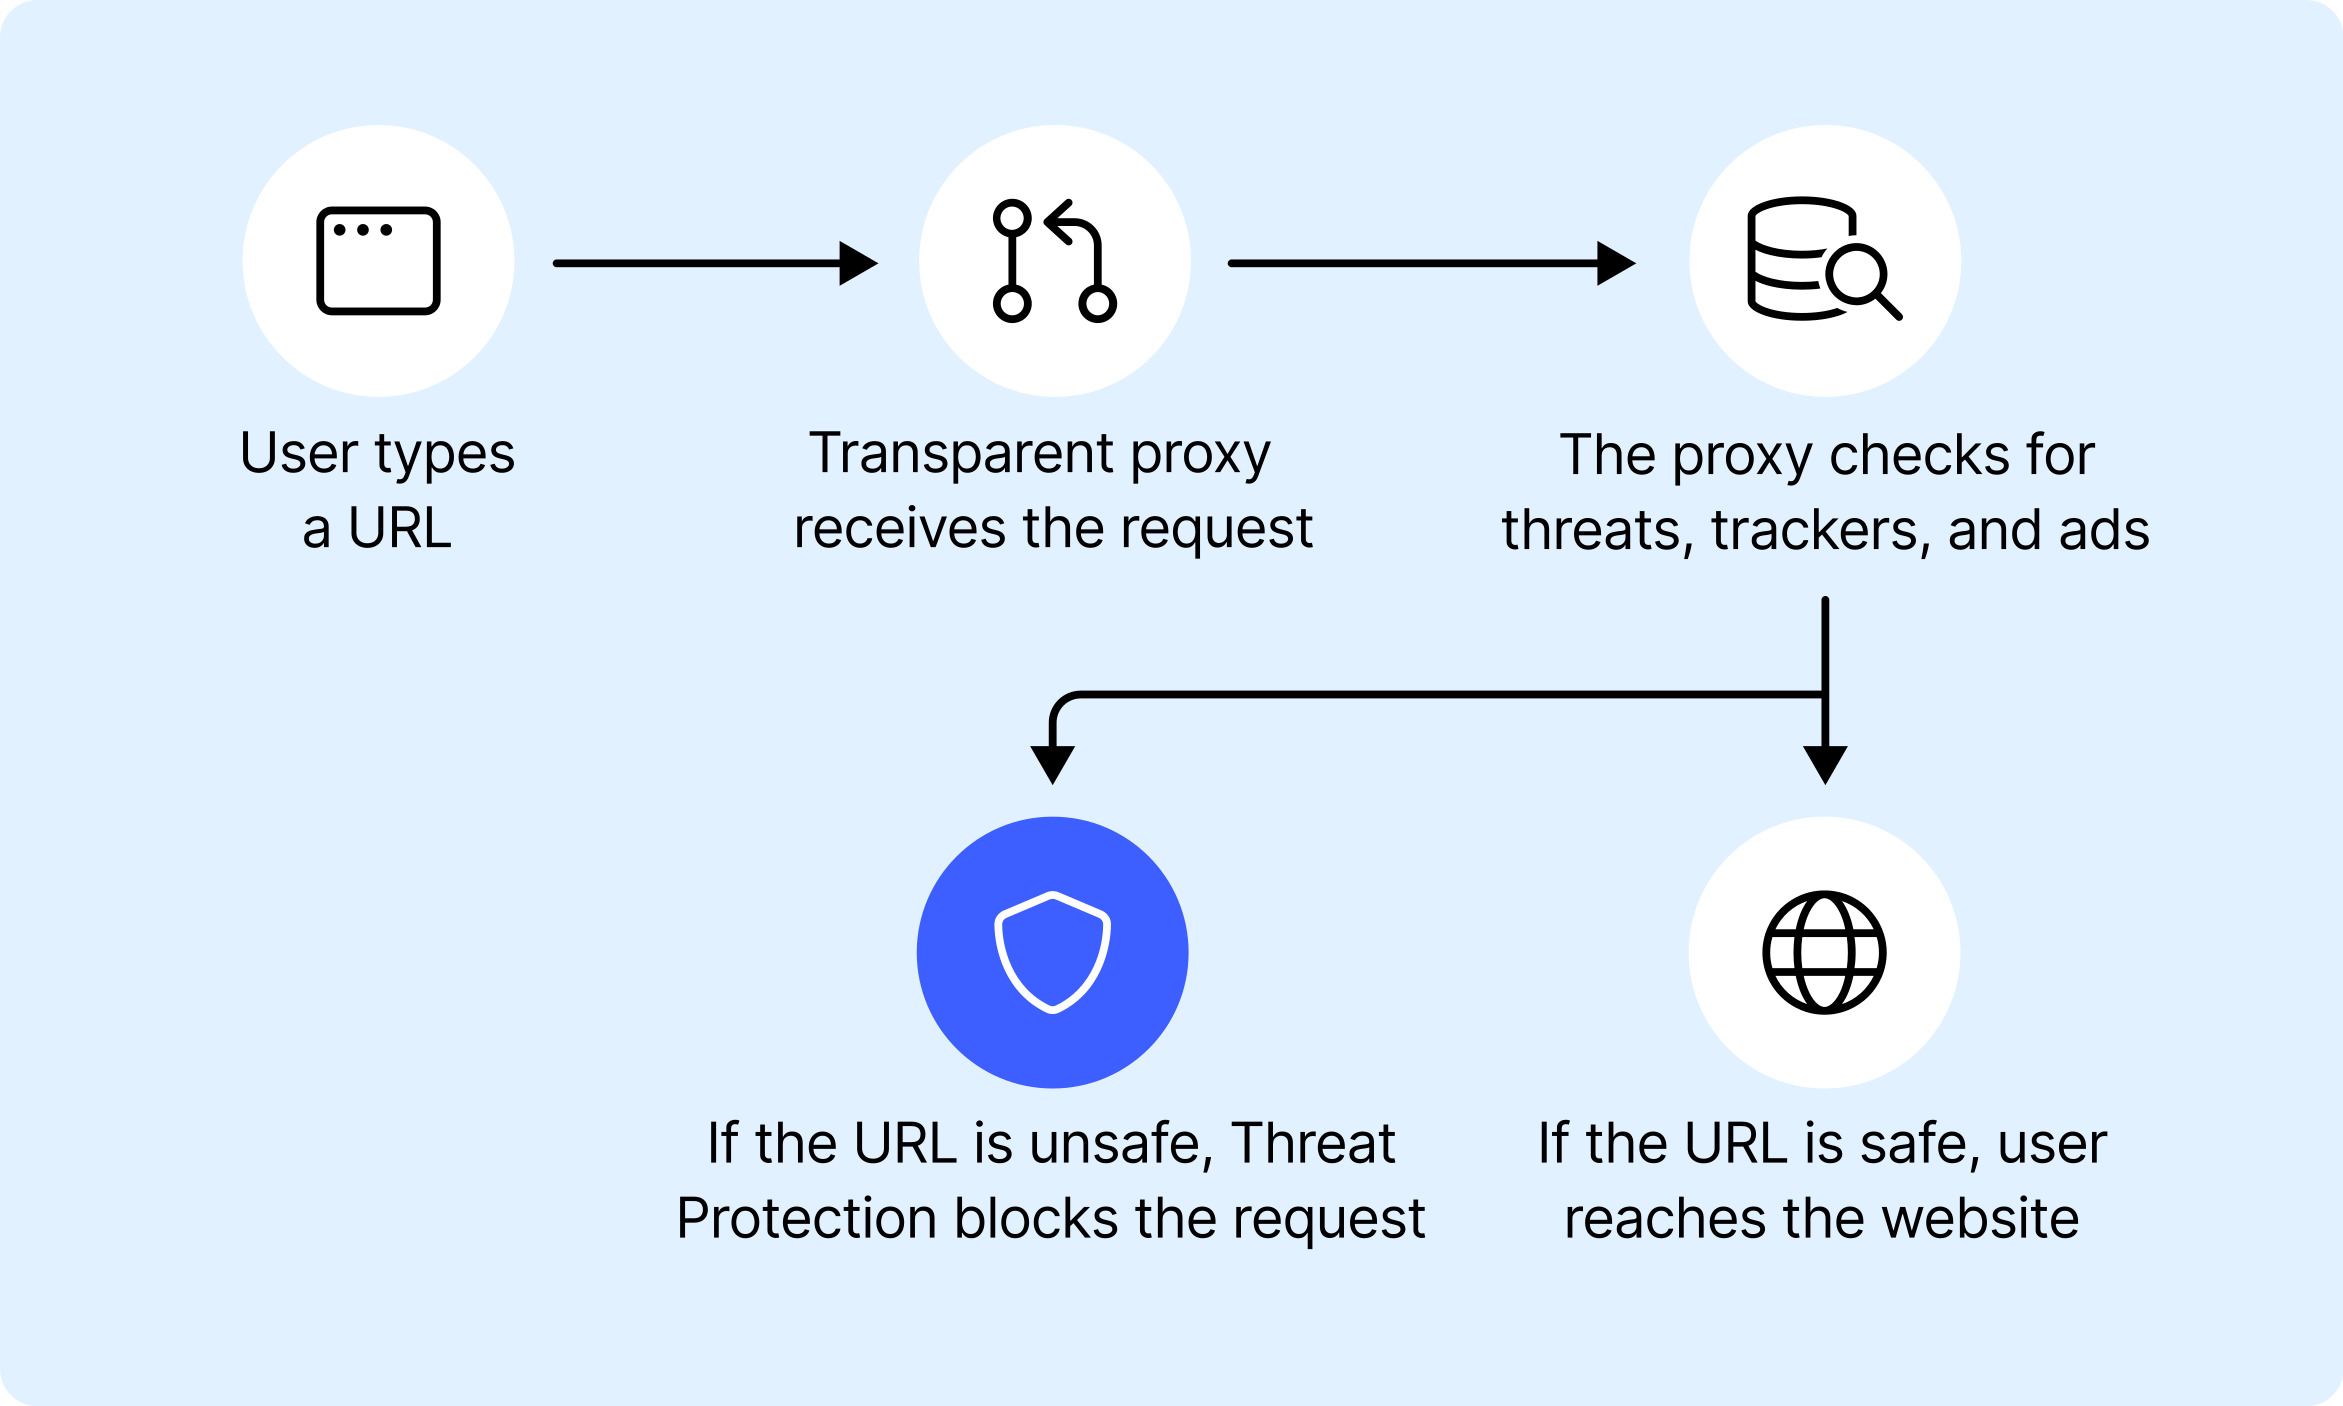 User types
a URL
Transparent proxy
receives the request
The proxy checks for
threats, trackers, and ads
If the URL is unsafe, Threat
Protection blocks the request
If the URL is safe, user
reaches the website